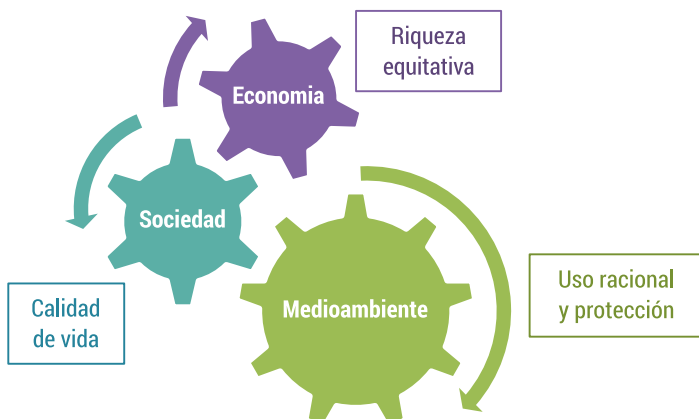 Riqueza
equitativa
Economia
Sociedad
Calidad
de vida
Medioambiente
Uso racional
y protección